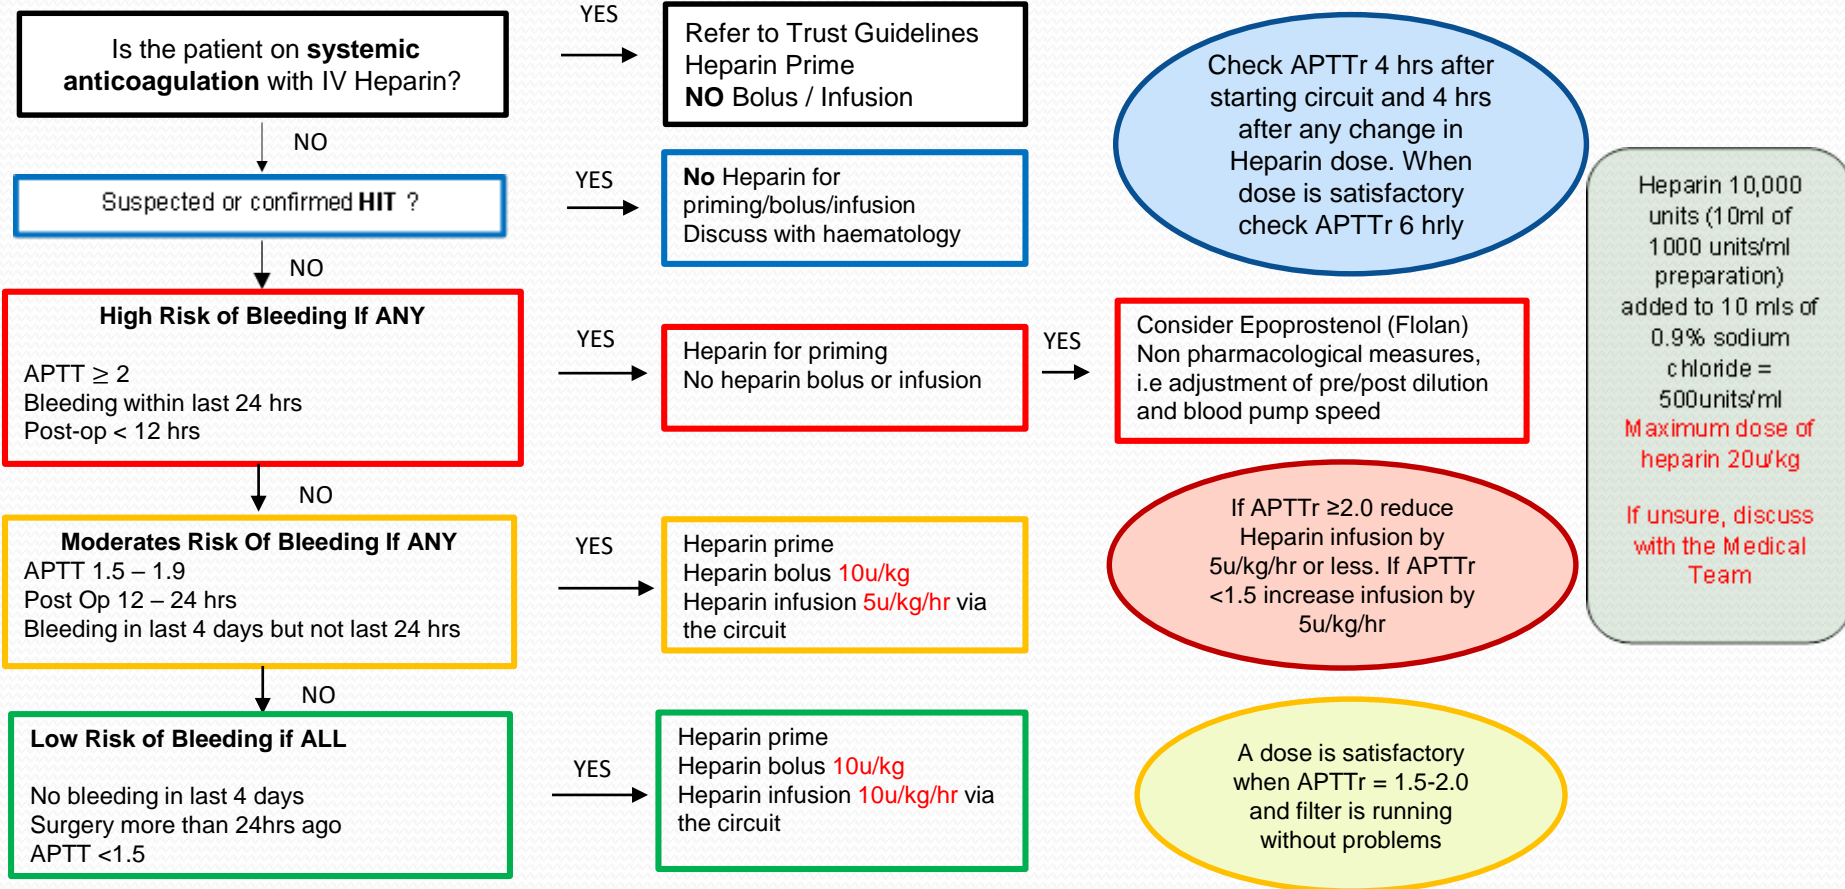 Is the patient on systemic
anticoagulation with IV Heparin?
YES
Refer to Trust Guidelines
Heparin Prime
NO Bolus / Infusion
NO
Suspected or confirmed HIT ?
YES
No Heparin for
priming/bolus/infusion
Discuss with haematology
NO
High Risk of Bleeding If ANY
APTT ≥ 2
Bleeding within last 24 hrs
Post-op < 12 hrs
YES
Heparin for priming
No heparin bolus or infusion
YES
Consider Epoprostenol (Flolan)
Non pharmacological measures,
i.e adjustment of pre/post dilution
and blood pump speed
NO
Moderates Risk Of Bleeding If ANY
APTT 1.5 – 1.9
Post Op 12 – 24 hrs
Bleeding in last 4 days but not last 24 hrs
YES
Heparin prime
Heparin bolus 10u/kg
Heparin infusion 5u/kg/hr via
the circuit
NO
Low Risk of Bleeding if ALL
No bleeding in last 4 days
Surgery more than 24hrs ago
APTT <1.5
YES
Heparin prime
Heparin bolus 10u/kg
Heparin infusion 10u/kg/hr via
the circuit
Check APTTr 4 hrs after
starting circuit and 4 hrs
after any change in
Heparin dose. When
dose is satisfactory
check APTTr 6 hrly
If APTTr ≥2.0 reduce
Heparin infusion by
5u/kg/hr or less. If APTTr
<1.5 increase infusion by
5u/kg/hr
A dose is satisfactory
when APTTr = 1.5-2.0
and filter is running
without problems
Heparin 10,000
units (10ml of
1000 units/ml
preparation)
added to 10 mls of
0.9% sodium
chloride =
500units/ml
Maximum dose of
heparin 20u/kg
If unsure, discuss
with the Medical
Team